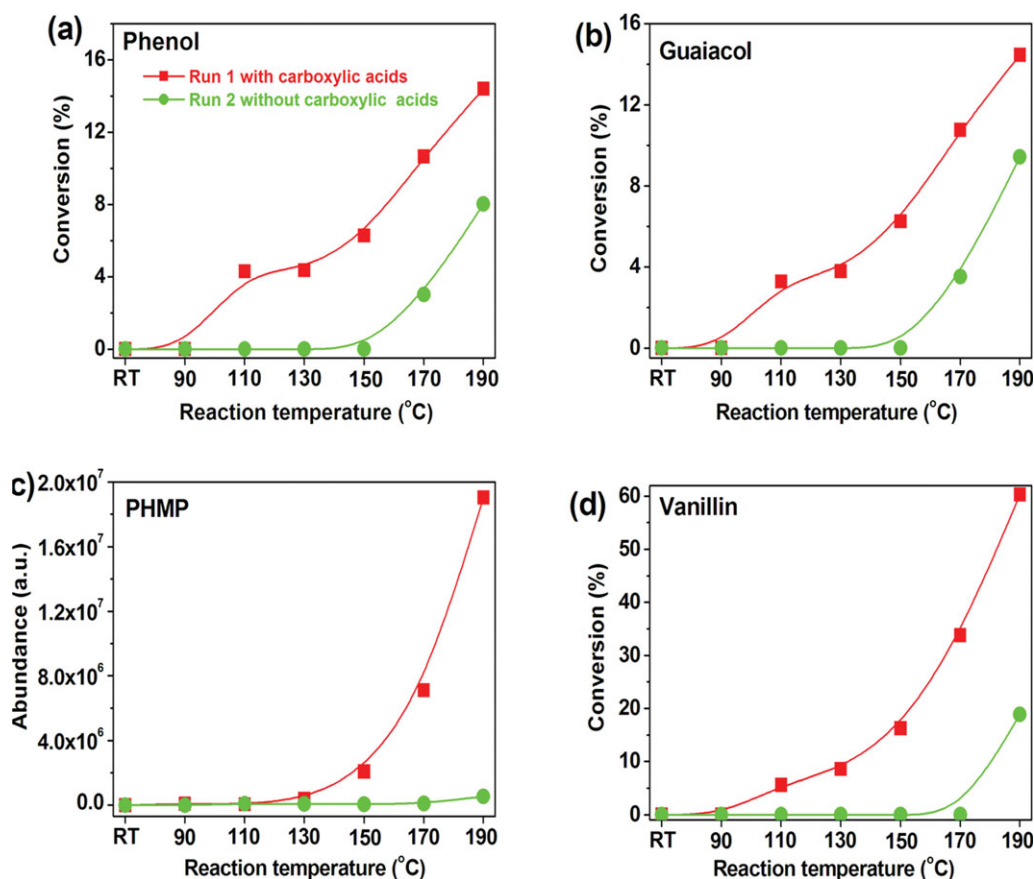 (a)
Phenol
Run 1 with carboxylic acids
Run 2 without carboxylic acids
16
12
8
4
0
Conversion (%)
RT 90 110 130 150 170 190
Reaction temperature (°C)
(b)
Guaiacol
16
12
8
4
0
Conversion (%)
RT 90 110 130 150 170 190
Reaction temperature (°C)
c)
PHMP
2.0x10⁷
1.6x10⁷
1.2x10⁷
8.0x10⁶
4.0x10⁶
0.0
Abundance (a.u.)
RT 90 110 130 150 170 190
Reaction temperature (°C)
(d)
Vanillin
60
50
40
30
20
10
0
Conversion (%)
RT 90 110 130 150 170 190
Reaction temperature (°C)